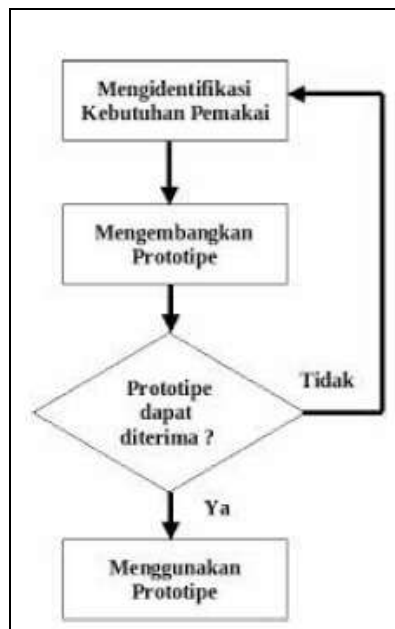 Mengidentifikasi
Kebutuhan Pemakai
Mengembangkan
Prototipe
Prototipe
dapat
diterima ?
Tidak
Ya
Menggunakan
Prototipe